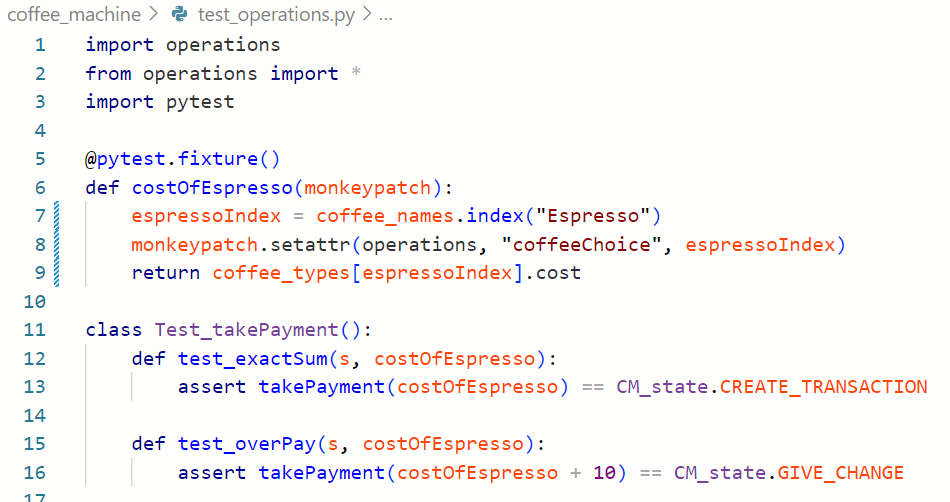 coffee_machine > test_operations.py > ...
1 import operations
2 from operations import *
3 import pytest
4
5 @pytest.fixture()
6 def costOfEspresso(monkeypatch):
7     espressoIndex = coffee_names.index("Espresso")
8     monkeypatch.setattr(operations, "coffeeChoice", espressoIndex)
9     return coffee_types[espressoIndex].cost
10
11 class Test_takePayment():
12     def test_exactSum(s, costOfEspresso):
13         assert takePayment(costOfEspresso) == CM_state.CREATE_TRANSACTION
14
15     def test_overPay(s, costOfEspresso):
16         assert takePayment(costOfEspresso + 10) == CM_state.GIVE_CHANGE
17